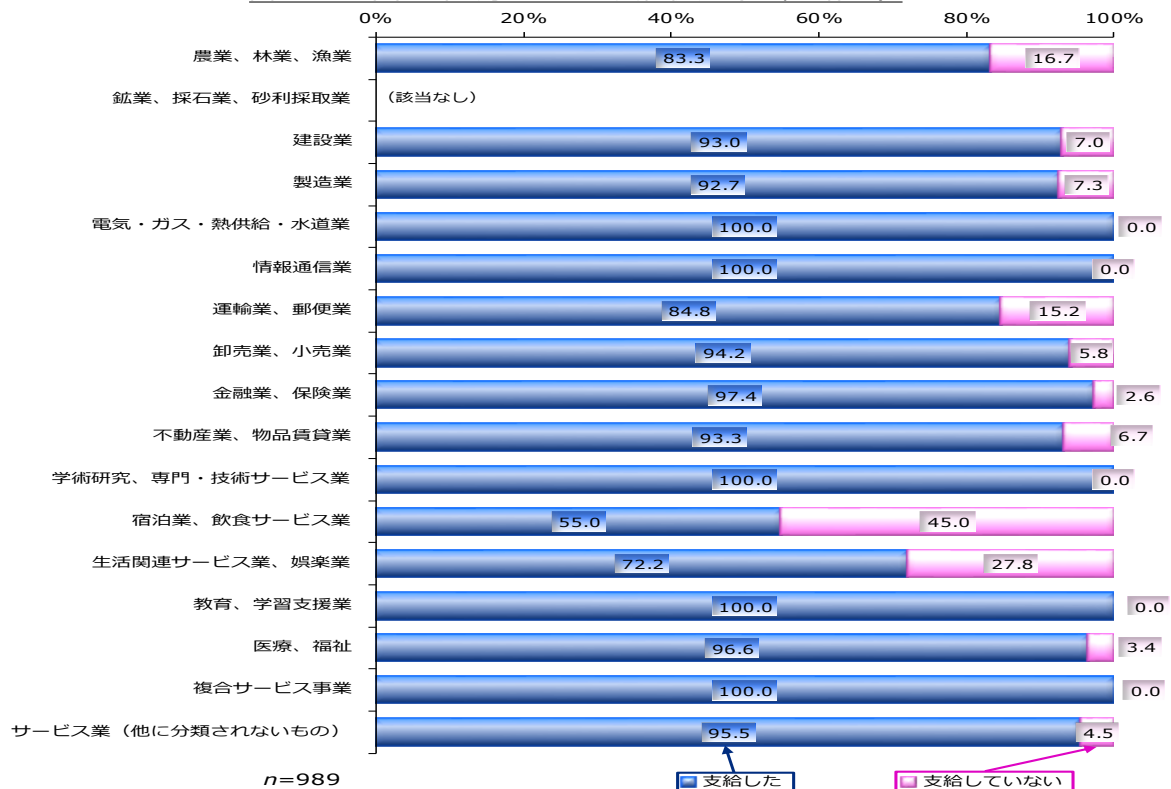 0% 20% 40% 60% 80% 100%
農業、林業、漁業 83.3 16.7
鉱業、採石業、砂利採取業 (該当なし)
建設業 93.0 7.0
製造業 92.7 7.3
電気・ガス・熱供給・水道業 100.0 0.0
情報通信業 100.0 0.0
運輸業、郵便業 84.8 15.2
卸売業、小売業 94.2 5.8
金融業、保険業 97.4 2.6
不動産業、物品賃貸業 93.3 6.7
学術研究、専門・技術サービス業 100.0 0.0
宿泊業、飲食サービス業 55.0 45.0
生活関連サービス業、娯楽業 72.2 27.8
教育、学習支援業 100.0 0.0
医療、福祉 96.6 3.4
複合サービス事業 100.0 0.0
サービス業（他に分類されないもの） 95.5 4.5
n=989 支給した 支給していない